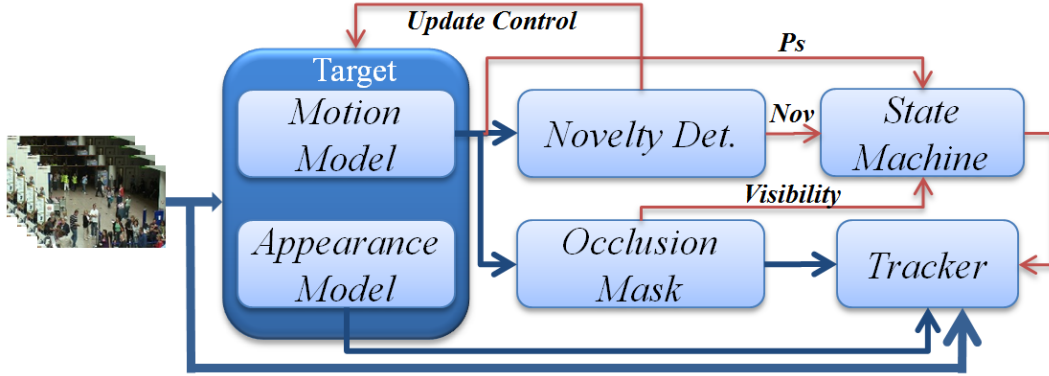 Update Control
Ps
Target
Motion
Model
Novelty Det.
Nov
State
Machine
Visibility
Appearance
Model
Occlusion
Mask
Tracker